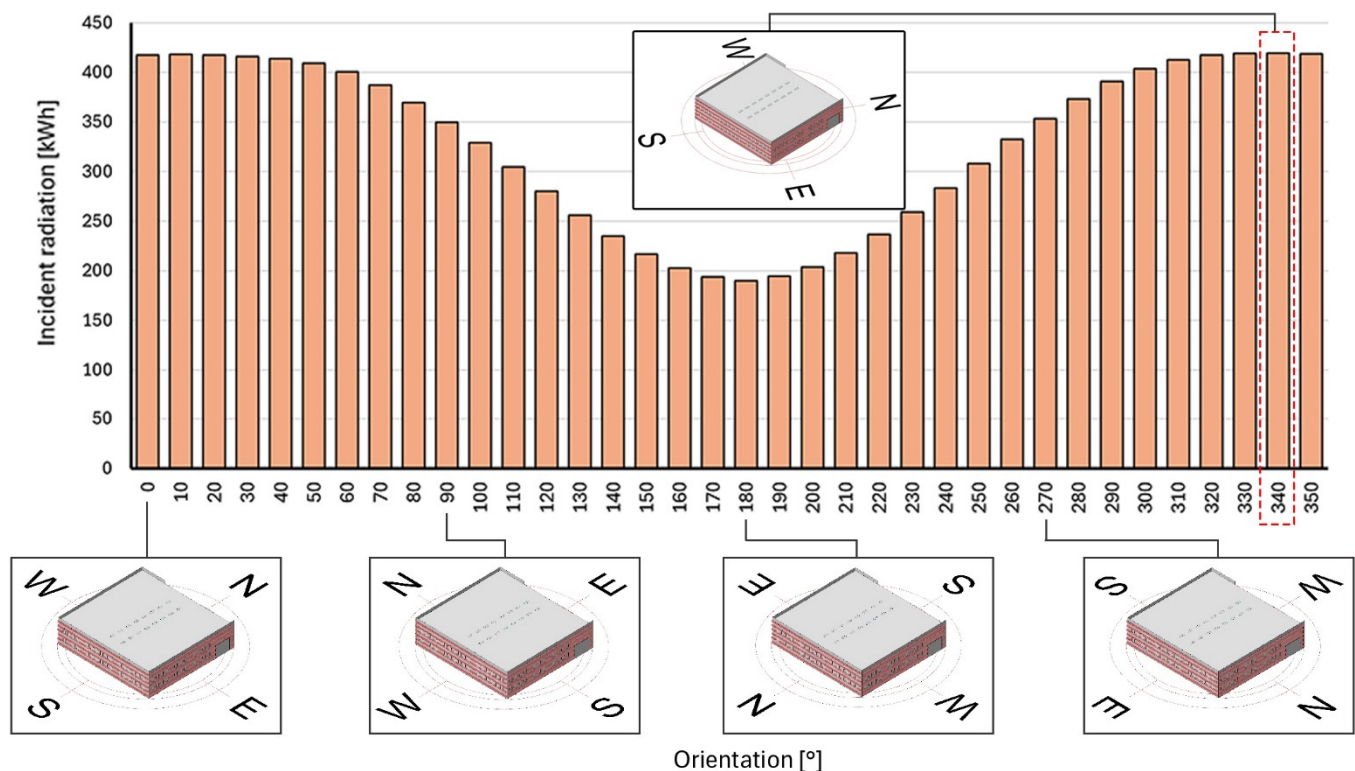 450
400
350
300
250
200
150
100
50
0
Incident radiation [kWh]
W
N
S
E
0 10 20 30 40 50 60 70 80 90 100 110 120 130 140 150 160 170 180 190 200 210 220 230 240 250 260 270 280 290 300 310 320 330 340 350
W N
S E
N E
W S
E S
N W
S W
E N
Orientation [°]